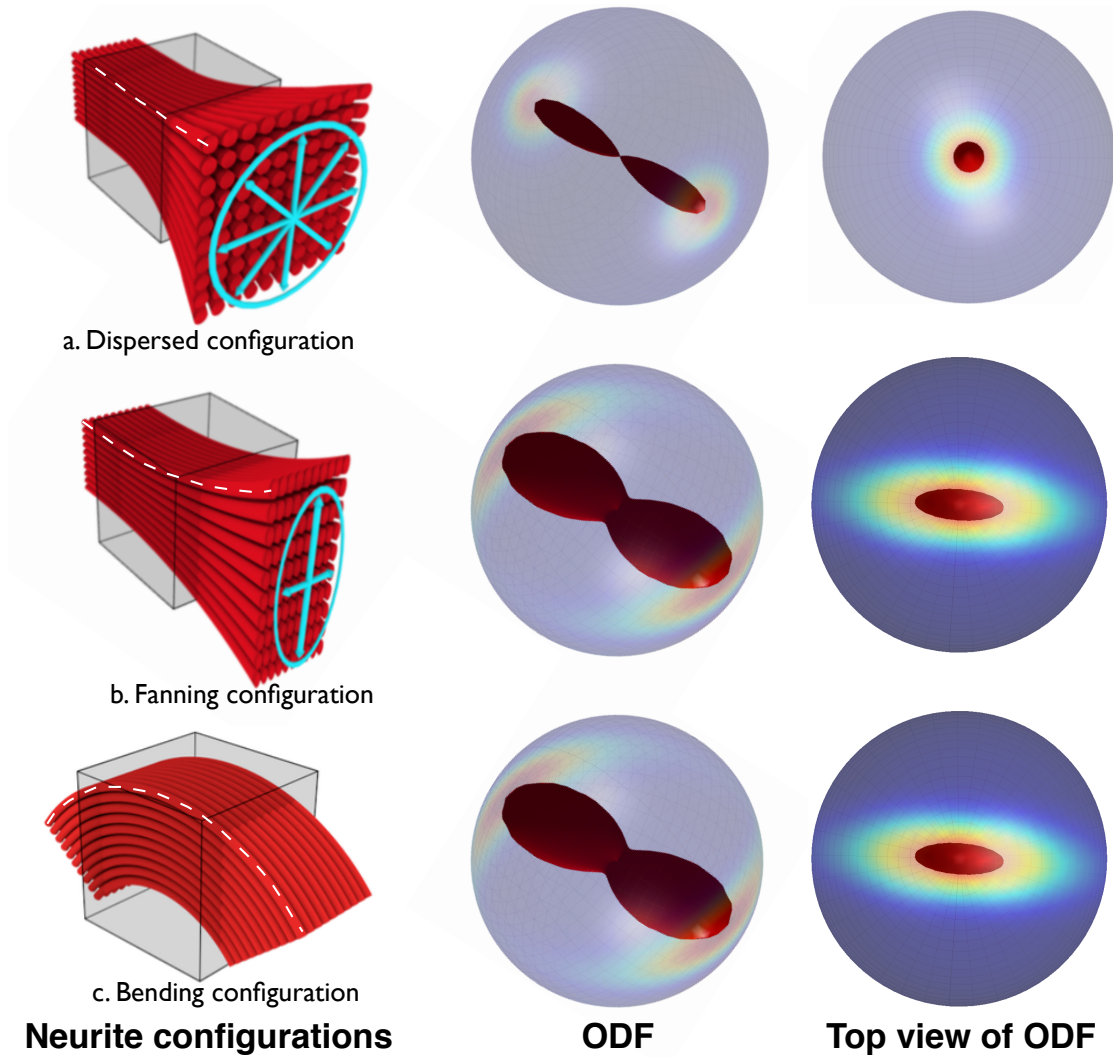 a. Dispersed configuration
b. Fanning configuration
c. Bending configuration
Neurite configurations
ODF
Top view of ODF